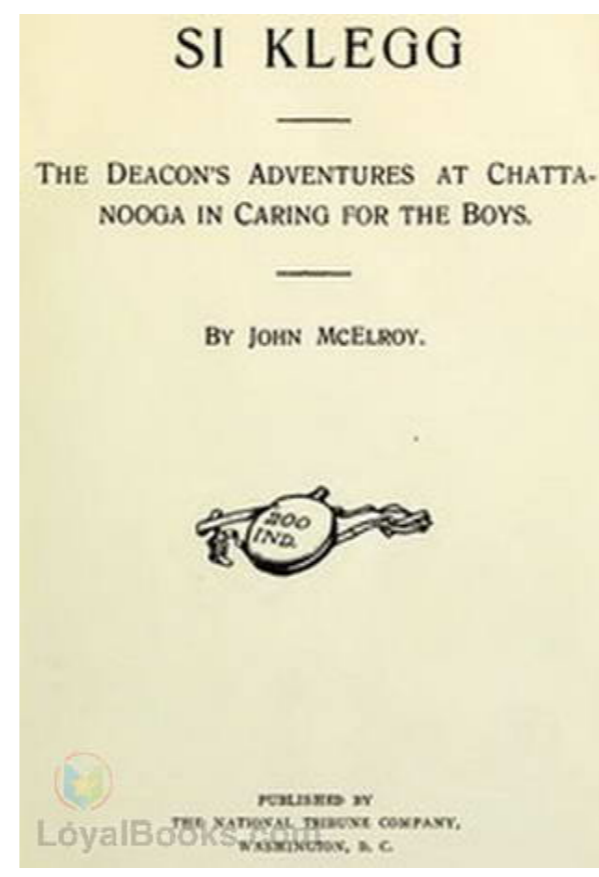 SI KLEGG
THE DEACON'S ADVENTURES AT CHATTA-
NOOGA IN CARING FOR THE BOYS.
BY JOHN MCELROY.
200
IND.
PUBLISHED BY
THE NATIONAL TRIBUNE COMPANY,
LoyalBooks.com
WASHINGTON, D. C.